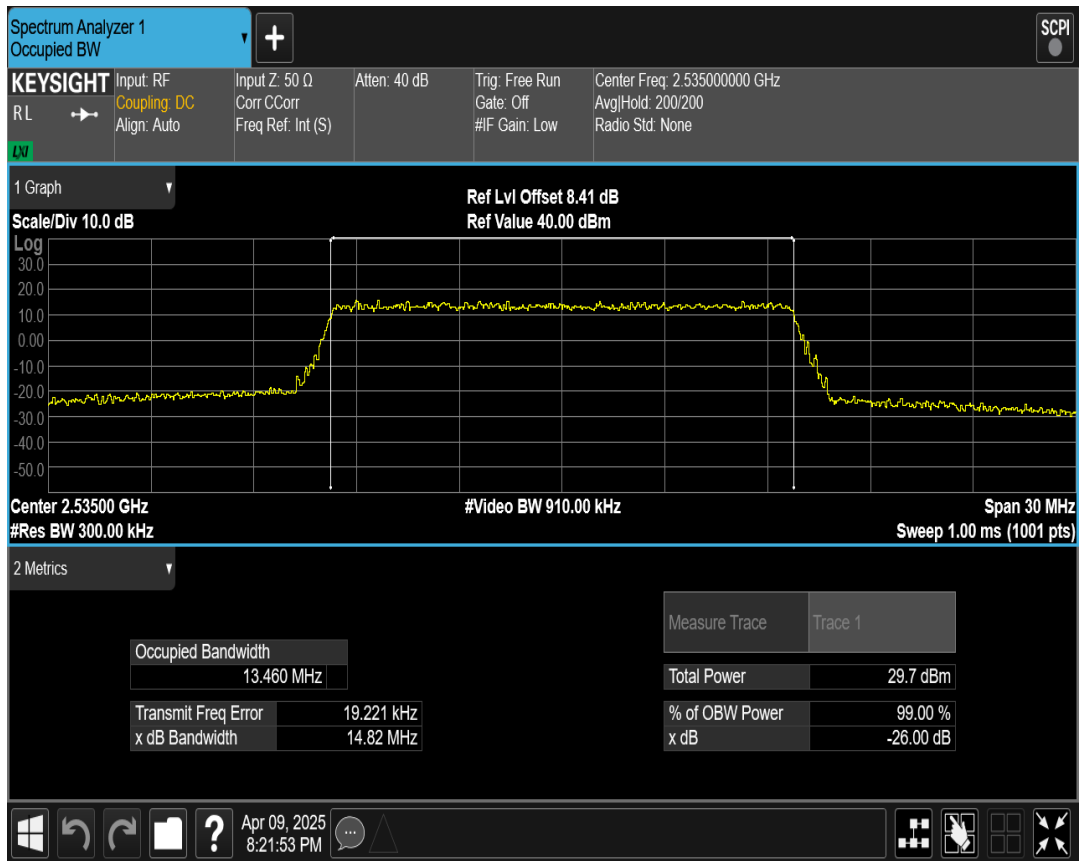 Spectrum Analyzer 1
Occupied BW
+
SCPI
KEYSIGHT
RL
LXI
Input: RF
Coupling: DC
Align: Auto
Input Z: 50 Ω
Corr CCorr
Freq Ref: Int (S)
Atten: 40 dB
Trig: Free Run
Gate: Off
#IF Gain: Low
Center Freq: 2.535000000 GHz
Avg|Hold: 200/200
Radio Std: None
1 Graph
Scale/Div 10.0 dB
Ref Lvl Offset 8.41 dB
Ref Value 40.00 dBm
Log
30.0
20.0
10.0
0.00
-10.0
-20.0
-30.0
-40.0
-50.0
Center 2.53500 GHz
#Res BW 300.00 kHz
#Video BW 910.00 kHz
Span 30 MHz
Sweep 1.00 ms (1001 pts)
2 Metrics
Measure Trace Trace 1
Occupied Bandwidth
13.460 MHz
Total Power 29.7 dBm
Transmit Freq Error 19.221 kHz
x dB Bandwidth 14.82 MHz
% of OBW Power 99.00 %
x dB -26.00 dB
?
Apr 09, 2025
8:21:53 PM